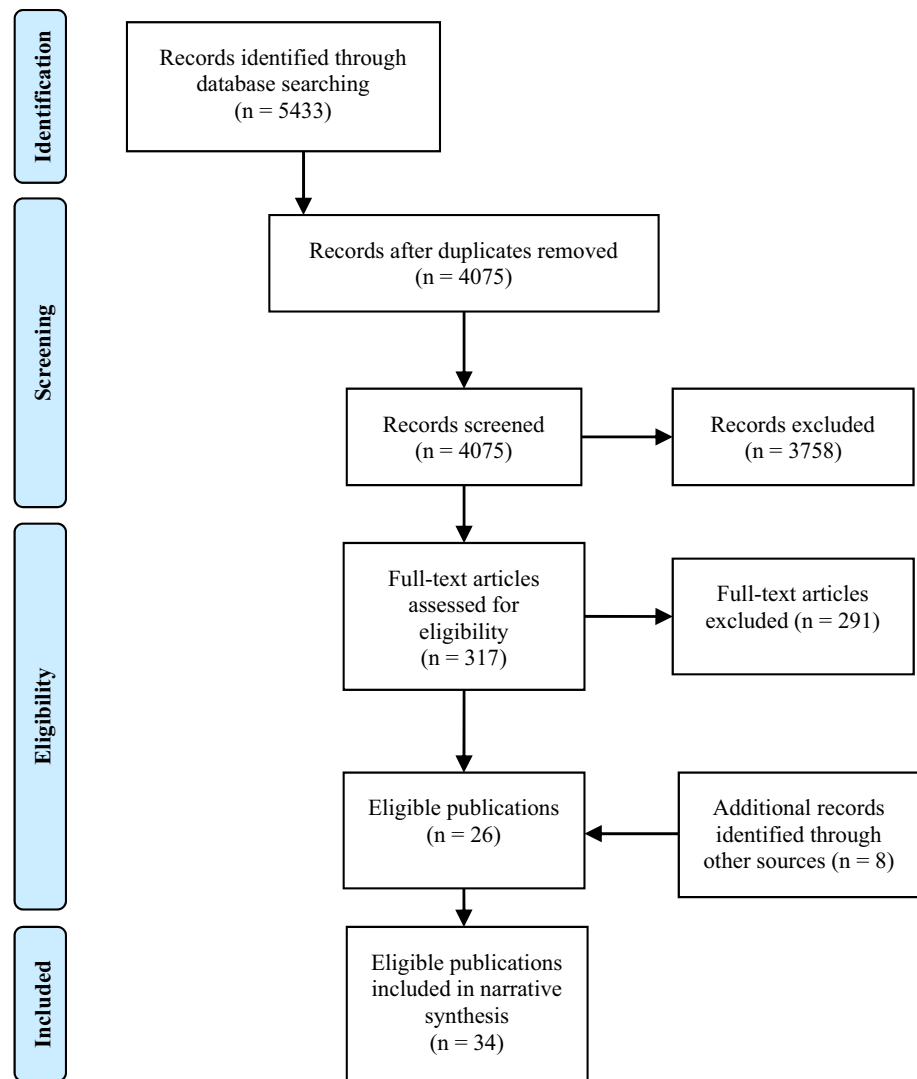 Identification
Records identified through
database searching
(n = 5433)
Screening
Records after duplicates removed
(n = 4075)
Records screened
(n = 4075)
Records excluded
(n = 3758)
Eligibility
Full-text articles
assessed for
eligibility
(n = 317)
Full-text articles
excluded (n = 291)
Eligible publications
(n = 26)
Additional records
identified through
other sources (n = 8)
Included
Eligible publications
included in narrative
synthesis
(n = 34)